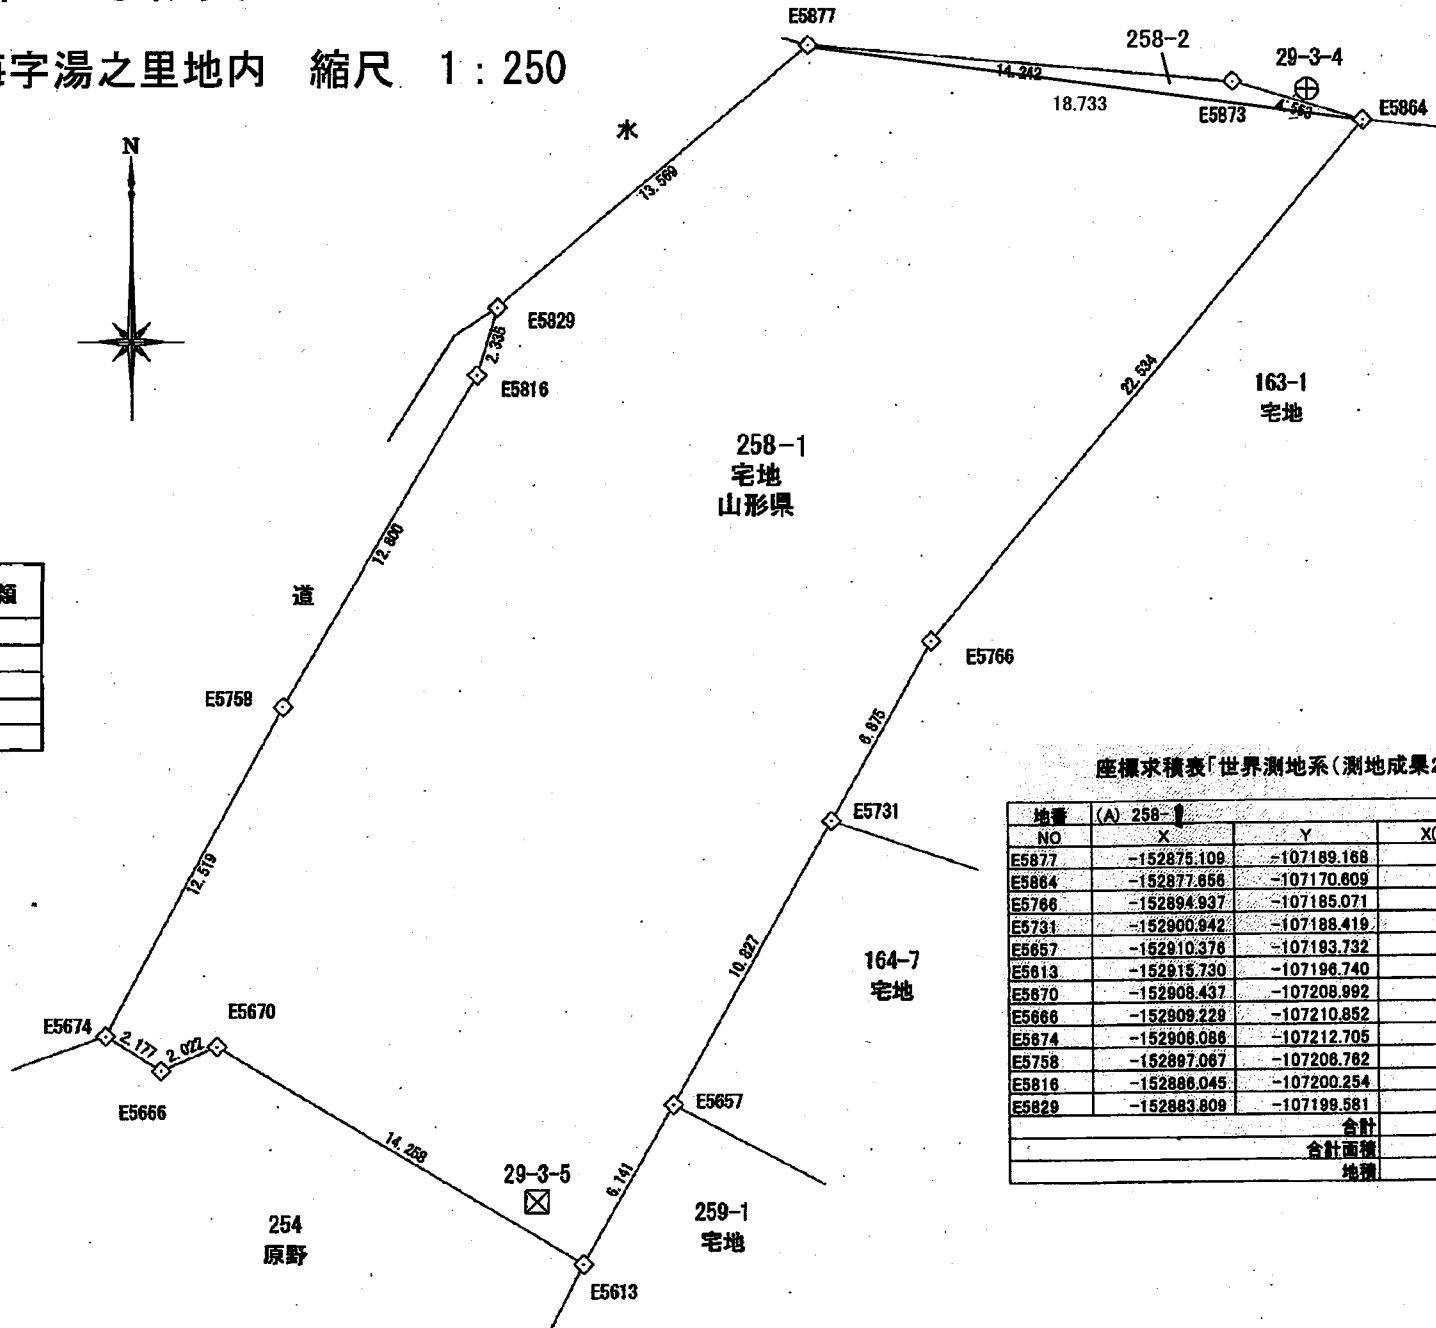 字湯之里地内 縮尺 1:250
N
E5877
258-2
29-3-4
14.242
18.733
E5873
4.553
E5864
水
13.569
E5829
2.335
E5816
22.534
163-1
宅地
258-1
宅地
山形県
12.800
道
類
E5758
E5766
6.875
E5731
12.519
10.827
164-7
宅地
E5674
2.177
2.022
E5670
E5666
E5657
14.258
29-3-5
6.141
259-1
宅地
254
原野
E5613
座標求積表「世界測地系(測地成果2
地番 (A) 258-1
NO X Y X(
E5877 -152875.109 -107189.168
E5864 -152877.656 -107170.609
E5766 -152894.937 -107185.071
E5731 -152900.942 -107188.419
E5657 -152910.376 -107193.732
E5613 -152915.730 -107196.740
E5670 -152908.437 -107208.992
E5666 -152909.229 -107210.852
E5674 -152908.086 -107212.705
E5758 -152897.067 -107206.762
E5816 -152886.045 -107200.254
E5829 -152883.809 -107199.581
合計
合計面積
地積